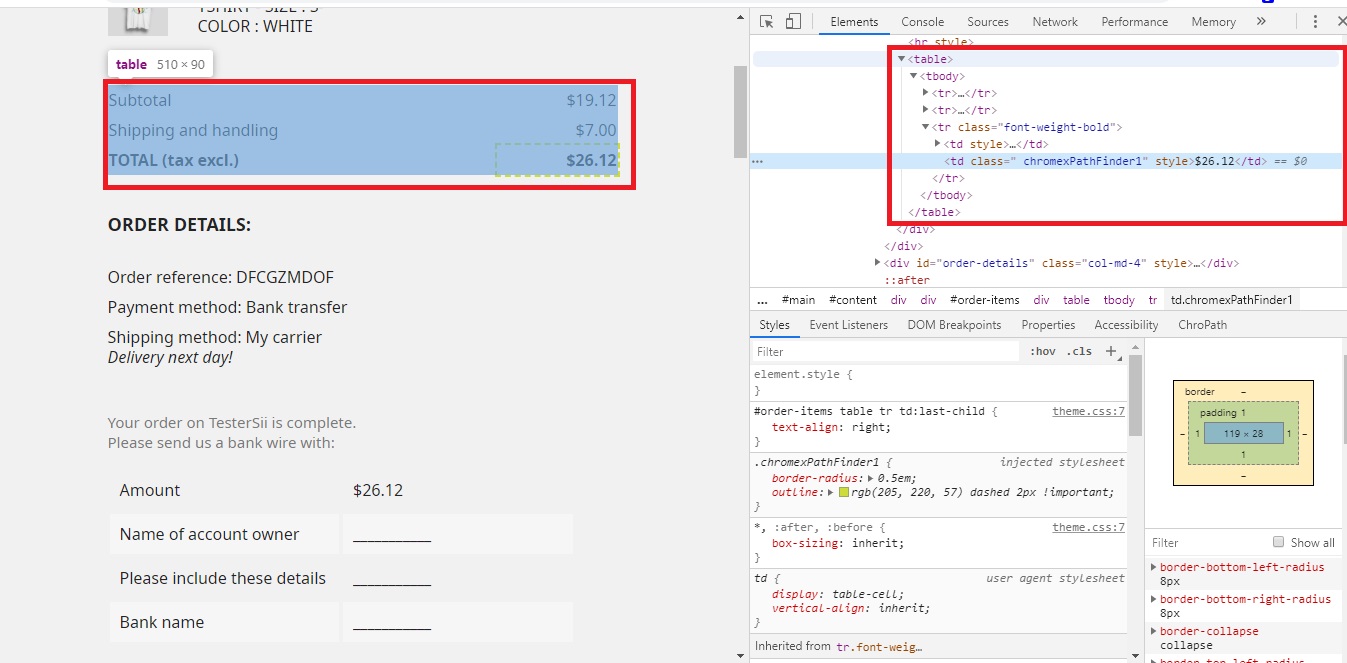 TSHIRT - SIZE : S-
COLOR : WHITE
table 510 × 90
Subtotal $19.12
Shipping and handling $7.00
TOTAL (tax excl.) $26.12
ORDER DETAILS:
Order reference: DFCGZMDOF
Payment method: Bank transfer
Shipping method: My carrier
Delivery next day!
Your order on TesterSii is complete.
Please send us a bank wire with:
Amount $26.12
Name of account owner ___________
Please include these details ___________
Bank name ___________
Elements Console Sources Network Performance Memory »
<hr style>
<table>
<tbody>
<tr>…</tr>
<tr>…</tr>
<tr class="font-weight-bold">
<td style>…</td>
<td class=" chromexPathFinder1" style>$26.12</td> == $0
</tr>
</tbody>
</table>
</div>
</div>
<div id="order-details" class="col-md-4" style>…</div>
::after
... #main #content div div #order-items div table tbody tr td.chromexPathFinder1
Styles Event Listeners DOM Breakpoints Properties Accessibility ChroPath
Filter :hov .cls +
element.style {
}
#order-items table tr td:last-child { theme.css:7
text-align: right;
}
.chromexPathFinder1 { injected stylesheet
border-radius: 0.5em;
outline: rgb(205, 220, 57) dashed 2px !important;
}
*, :after, :before { theme.css:7
box-sizing: inherit;
}
td { user agent stylesheet
display: table-cell;
vertical-align: inherit;
}
Inherited from tr.font-weig…
border –
padding 1
– 1 119 × 28 1 –
1
–
Filter Show all
border-bottom-left-radius
8px
border-bottom-right-radius
8px
border-collapse
collapse
border-top-left-radius